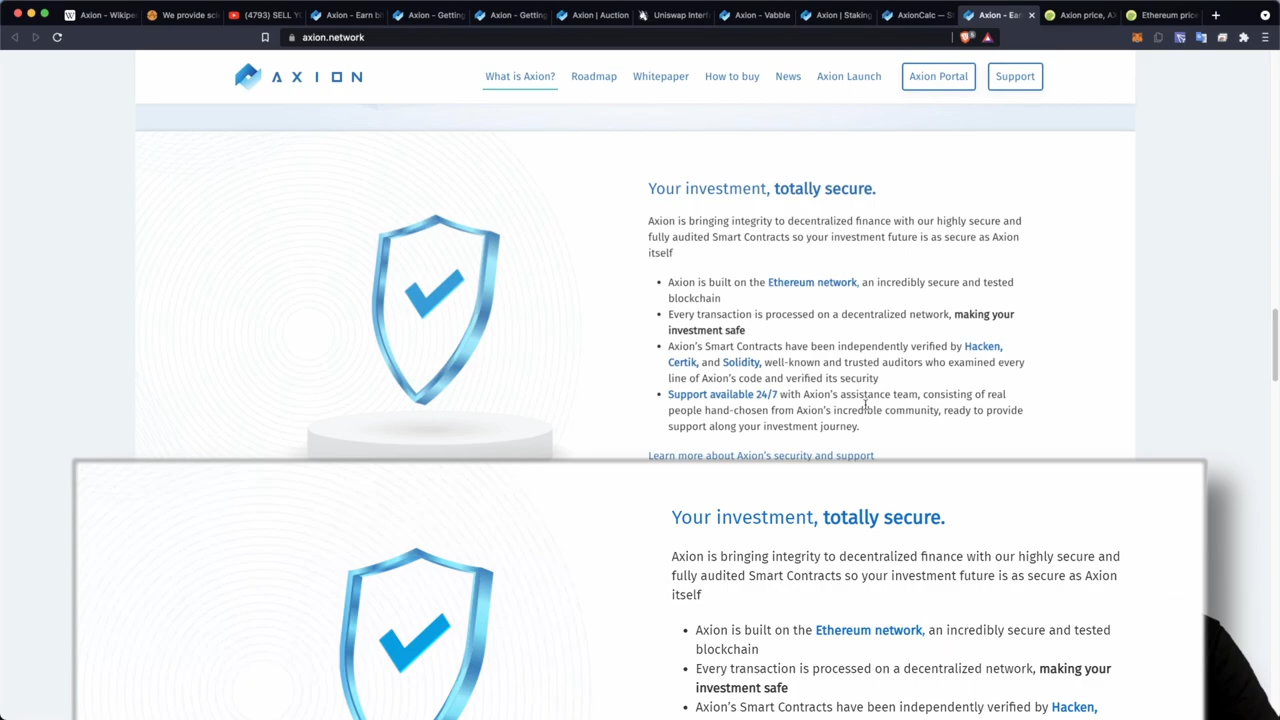 Axion - Wikipe
We provide sci
(4793) SELL Y
Axion - Earn bi
Axion - Getting
Axion - Getting
Axion | Auction
Uniswap Interf
Axion - Vabble
Axion | Staking
AxionCalc — S
Axion - Earn
Axion price, AX
Ethereum price
axion.network
AXION
What is Axion?
Roadmap
Whitepaper
How to buy
News
Axion Launch
Axion Portal
Support
Your investment, totally secure.
Axion is bringing integrity to decentralized finance with our highly secure and
fully audited Smart Contracts so your investment future is as secure as Axion
itself
• Axion is built on the Ethereum network, an incredibly secure and tested
blockchain
• Every transaction is processed on a decentralized network, making your
investment safe
• Axion’s Smart Contracts have been independently verified by Hacken,
Certik, and Solidity, well-known and trusted auditors who examined every
line of Axion’s code and verified its security
• Support available 24/7 with Axion’s assistance team, consisting of real
people hand-chosen from Axion’s incredible community, ready to provide
support along your investment journey.
Learn more about Axion’s security and support
Your investment, totally secure.
Axion is bringing integrity to decentralized finance with our highly secure and
fully audited Smart Contracts so your investment future is as secure as Axion
itself
• Axion is built on the Ethereum network, an incredibly secure and tested
blockchain
• Every transaction is processed on a decentralized network, making your
investment safe
• Axion’s Smart Contracts have been independently verified by Hacken,